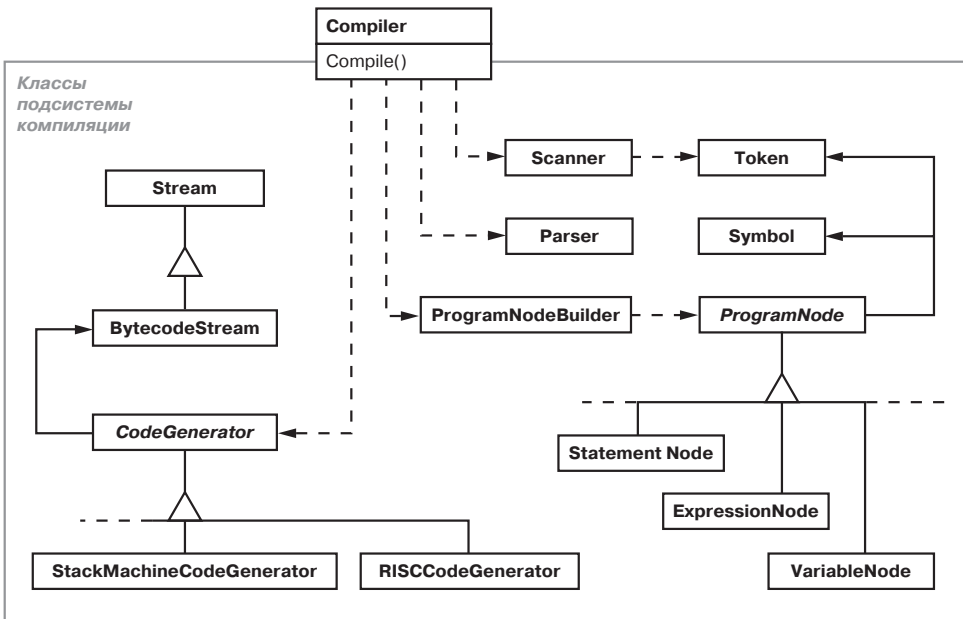 Compiler
Compile()
Классы
подсистемы
компиляции
Scanner
Token
Stream
Parser
Symbol
BytecodeStream
ProgramNodeBuilder
ProgramNode
CodeGenerator
Statement Node
ExpressionNode
StackMachineCodeGenerator
RISCCodeGenerator
VariableNode